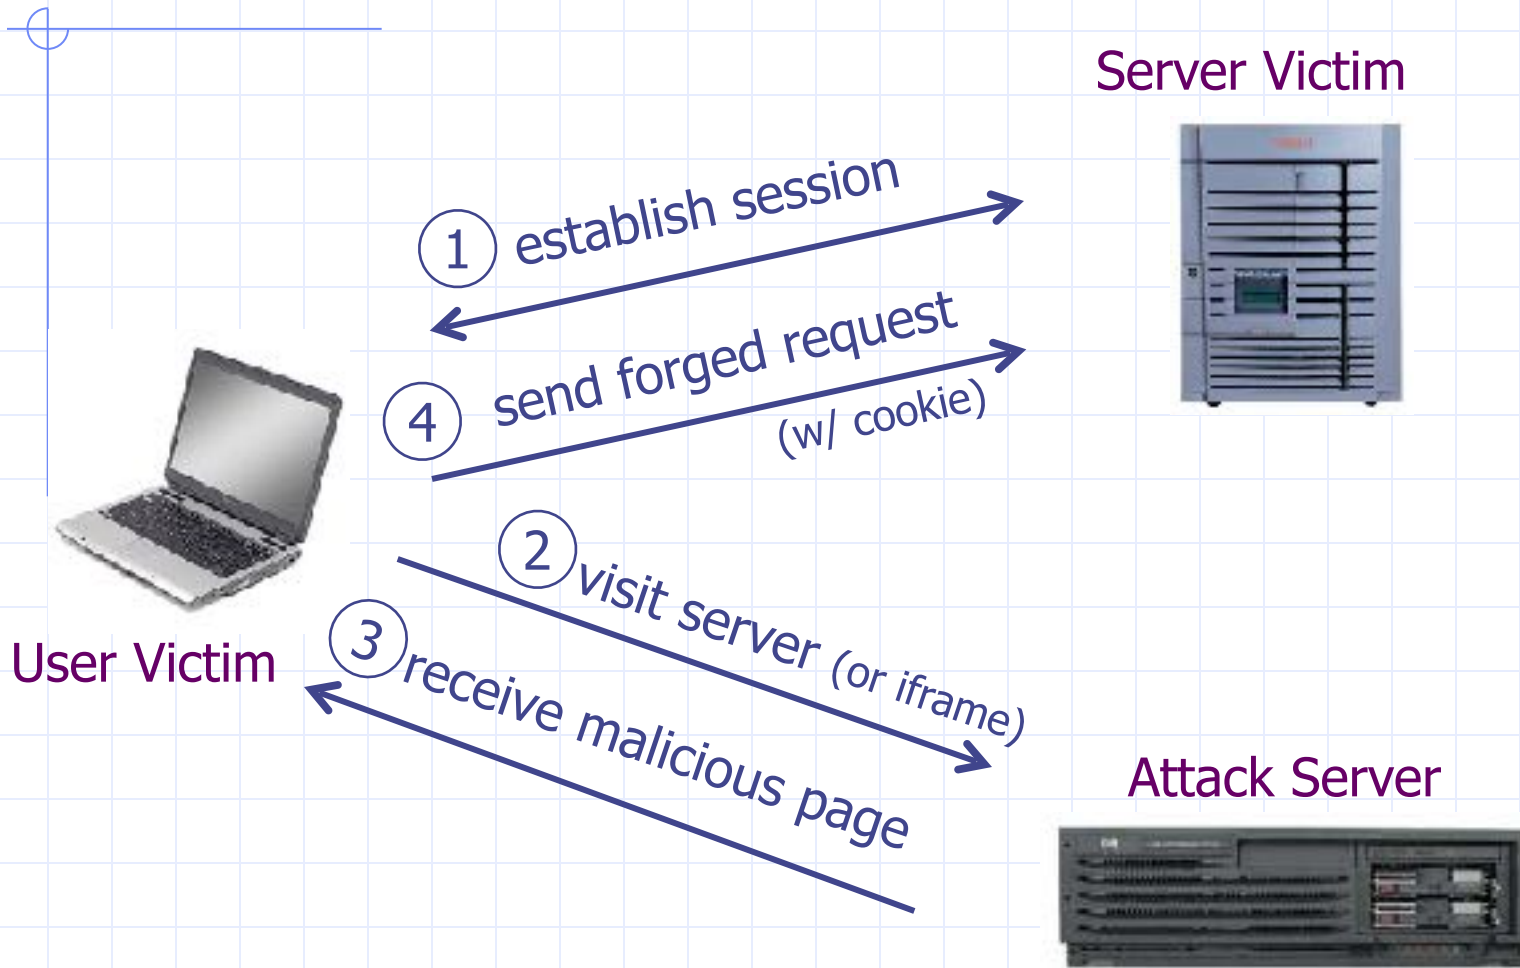 Server Victim
1 establish session
4 send forged request
(w/ cookie)
2 visit server (or iframe)
User Victim
3 receive malicious page
Attack Server